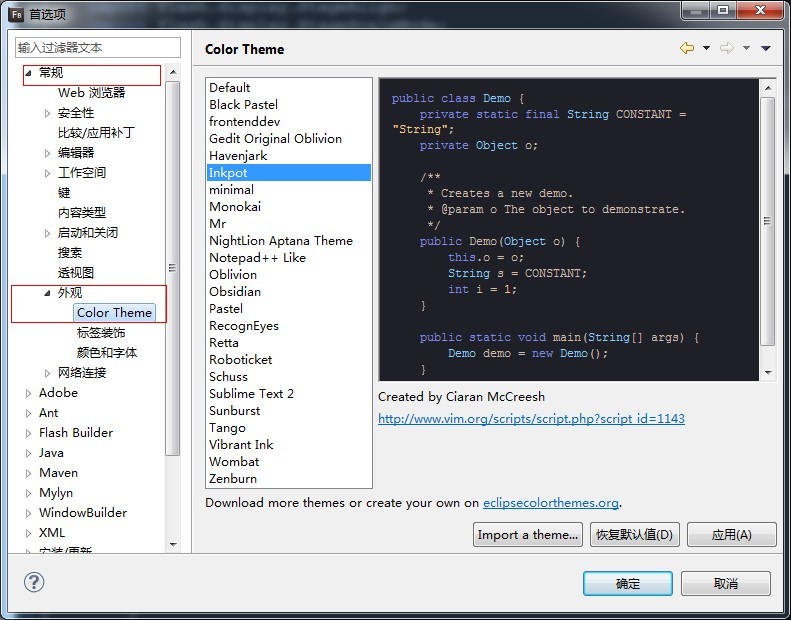 Fb 首选项
输入过滤器文本
常规
Web 浏览器
安全性
比较/应用补丁
编辑器
工作空间
键
内容类型
启动和关闭
搜索
透视图
外观
Color Theme
标签装饰
颜色和字体
网络连接
Adobe
Ant
Flash Builder
Java
Maven
Mylyn
WindowBuilder
XML
安装/更新
Color Theme
Default
Black Pastel
frontenddev
Gedit Original Oblivion
Havenjark
Inkpot
minimal
Monokai
Mr
NightLion Aptana Theme
Notepad++ Like
Oblivion
Obsidian
Pastel
RecognEyes
Retta
Roboticket
Schuss
Sublime Text 2
Sunburst
Tango
Vibrant Ink
Wombat
Zenburn
public class Demo {
private static final String CONSTANT =
"String";
private Object o;
/**
* Creates a new demo.
* @param o The object to demonstrate.
*/
public Demo(Object o) {
this.o = o;
String s = CONSTANT;
int i = 1;
}
public static void main(String[] args) {
Demo demo = new Demo();
}
Created by Ciaran McCreesh
http://www.vim.org/scripts/script.php?script_id=1143
Download more themes or create your own on eclipsecolorthemes.org.
Import a theme... 恢复默认值(D) 应用(A)
? 确定 取消